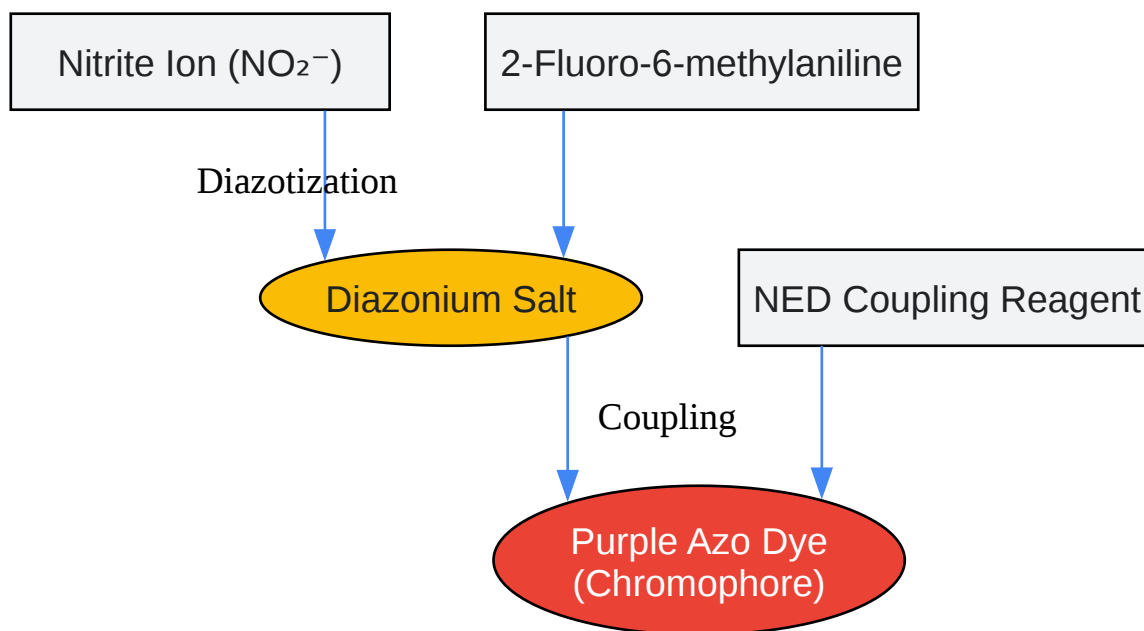 Nitrite Ion (NO₂⁻)
2-Fluoro-6-methylaniline
Diazotization
Diazonium Salt
NED Coupling Reagent
Coupling
Purple Azo Dye
(Chromophore)